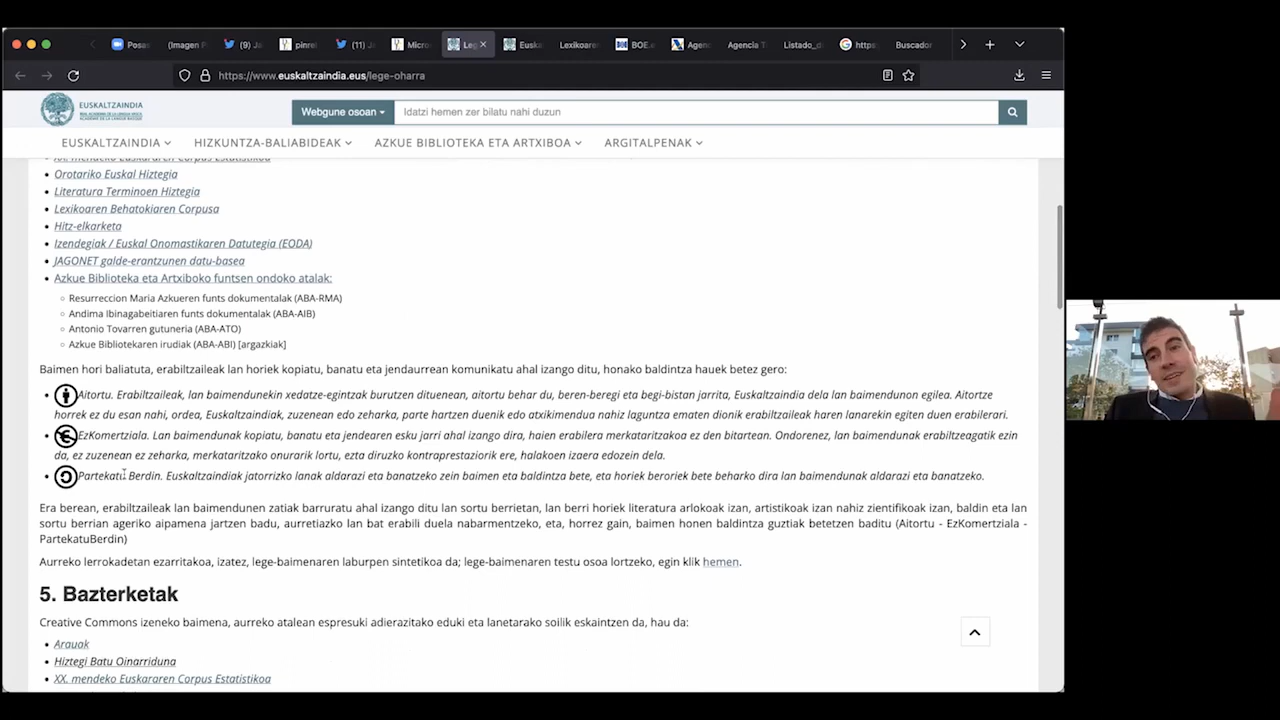 Posa
(Imagen P
(9) Ja
pinrel
(11) Ja
Micro
Leg
Euska
Lexikoare
BOE.e
Agen
Agencia T
Listado_d
https
Buscador
https://www.euskaltzaindia.eus/lege-oharra
EUSKALTZAINDIA
Webgune osoan
Idatzi hemen zer bilatu nahi duzun
EUSKALTZAINDIA
HIZKUNTZA-BALIABIDEAK
AZKUE BIBLIOTEKA ETA ARTXIBOA
ARGITALPENAK
XX. mendeko Euskararen Corpus Estatistikoa
Orotariko Euskal Hiztegia
Literatura Terminoen Hiztegia
Lexikoaren Behatokiaren Corpusa
Hitz-elkarketa
Izendegiak / Euskal Onomastikaren Datutegia (EODA)
JAGONET galde-erantzunen datu-basea
Azkue Biblioteka eta Artxiboko funtsen ondoko atalak:
Resurreccion Maria Azkueren funts dokumentalak (ABA-RMA)
Andima Ibinagabeitiaren funts dokumentalak (ABA-AIB)
Antonio Tovarren gutuneria (ABA-ATO)
Azkue Bibliotekaren irudiak (ABA-ABI) [argazkiak]
Baimen hori baliatuta, erabiltzaileak lan horiek kopiatu, banatu eta jendaurrean komunikatu ahal izango ditu, honako baldintza hauek betez gero:
Aitortu. Erabiltzaileak, lan baimendunekin xedatze-egintzak burutzen dituenean, aitortu behar du, beren-beregi eta begi-bistan jarrita, Euskaltzaindia dela lan baimendunon egilea. Aitortze
horrek ez du esan nahi, ordea, Euskaltzaindiak, zuzenean edo zeharka, parte hartzen duenik edo atxikimendua nahiz laguntza ematen dionik erabiltzaileak haren lanarekin egiten duen erabilerari.
EzKomertziala. Lan baimendunak kopiatu, banatu eta jendearen esku jarri ahal izango dira, haien erabilera merkataritzakoa ez den bitartean. Ondorenez, lan baimendunak erabiltzeagatik ezin
da, ez zuzenean ez zeharka, merkataritzako onurarik lortu, ezta diruzko kontraprestaziorik ere, halakoen izaera edozein dela.
Partekatu Berdin. Euskaltzaindiak jatorrizko lanak aldarazi eta banatzeko zein baimen eta baldintza bete, eta horiek beroriek bete beharko dira lan baimendunak aldarazi eta banatzeko.
Era berean, erabiltzaileak lan baimendunen zatiak barruratu ahal izango ditu lan sortu berrietan, lan berri horiek literatura arlokoak izan, artistikoak izan nahiz zientifikoak izan, baldin eta lan
sortu berrian ageriko aipamena jartzen badu, aurretiazko lan bat erabili duela nabarmentzeko, eta, horrez gain, baimen honen baldintza guztiak betetzen baditu (Aitortu - EzKomertziala -
PartekatuBerdin)
Aurreko lerrokadetan ezarritakoa, izatez, lege-baimenaren laburpen sintetikoa da; lege-baimenaren testu osoa lortzeko, egin klik hemen.
5. Bazterketak
Creative Commons izeneko baimena, aurreko atalean espresuki adierazitako eduki eta lanetarako soilik eskaintzen da, hau da:
Arauak
Hiztegi Batu Oinarriduna
XX. mendeko Euskararen Corpus Estatistikoa